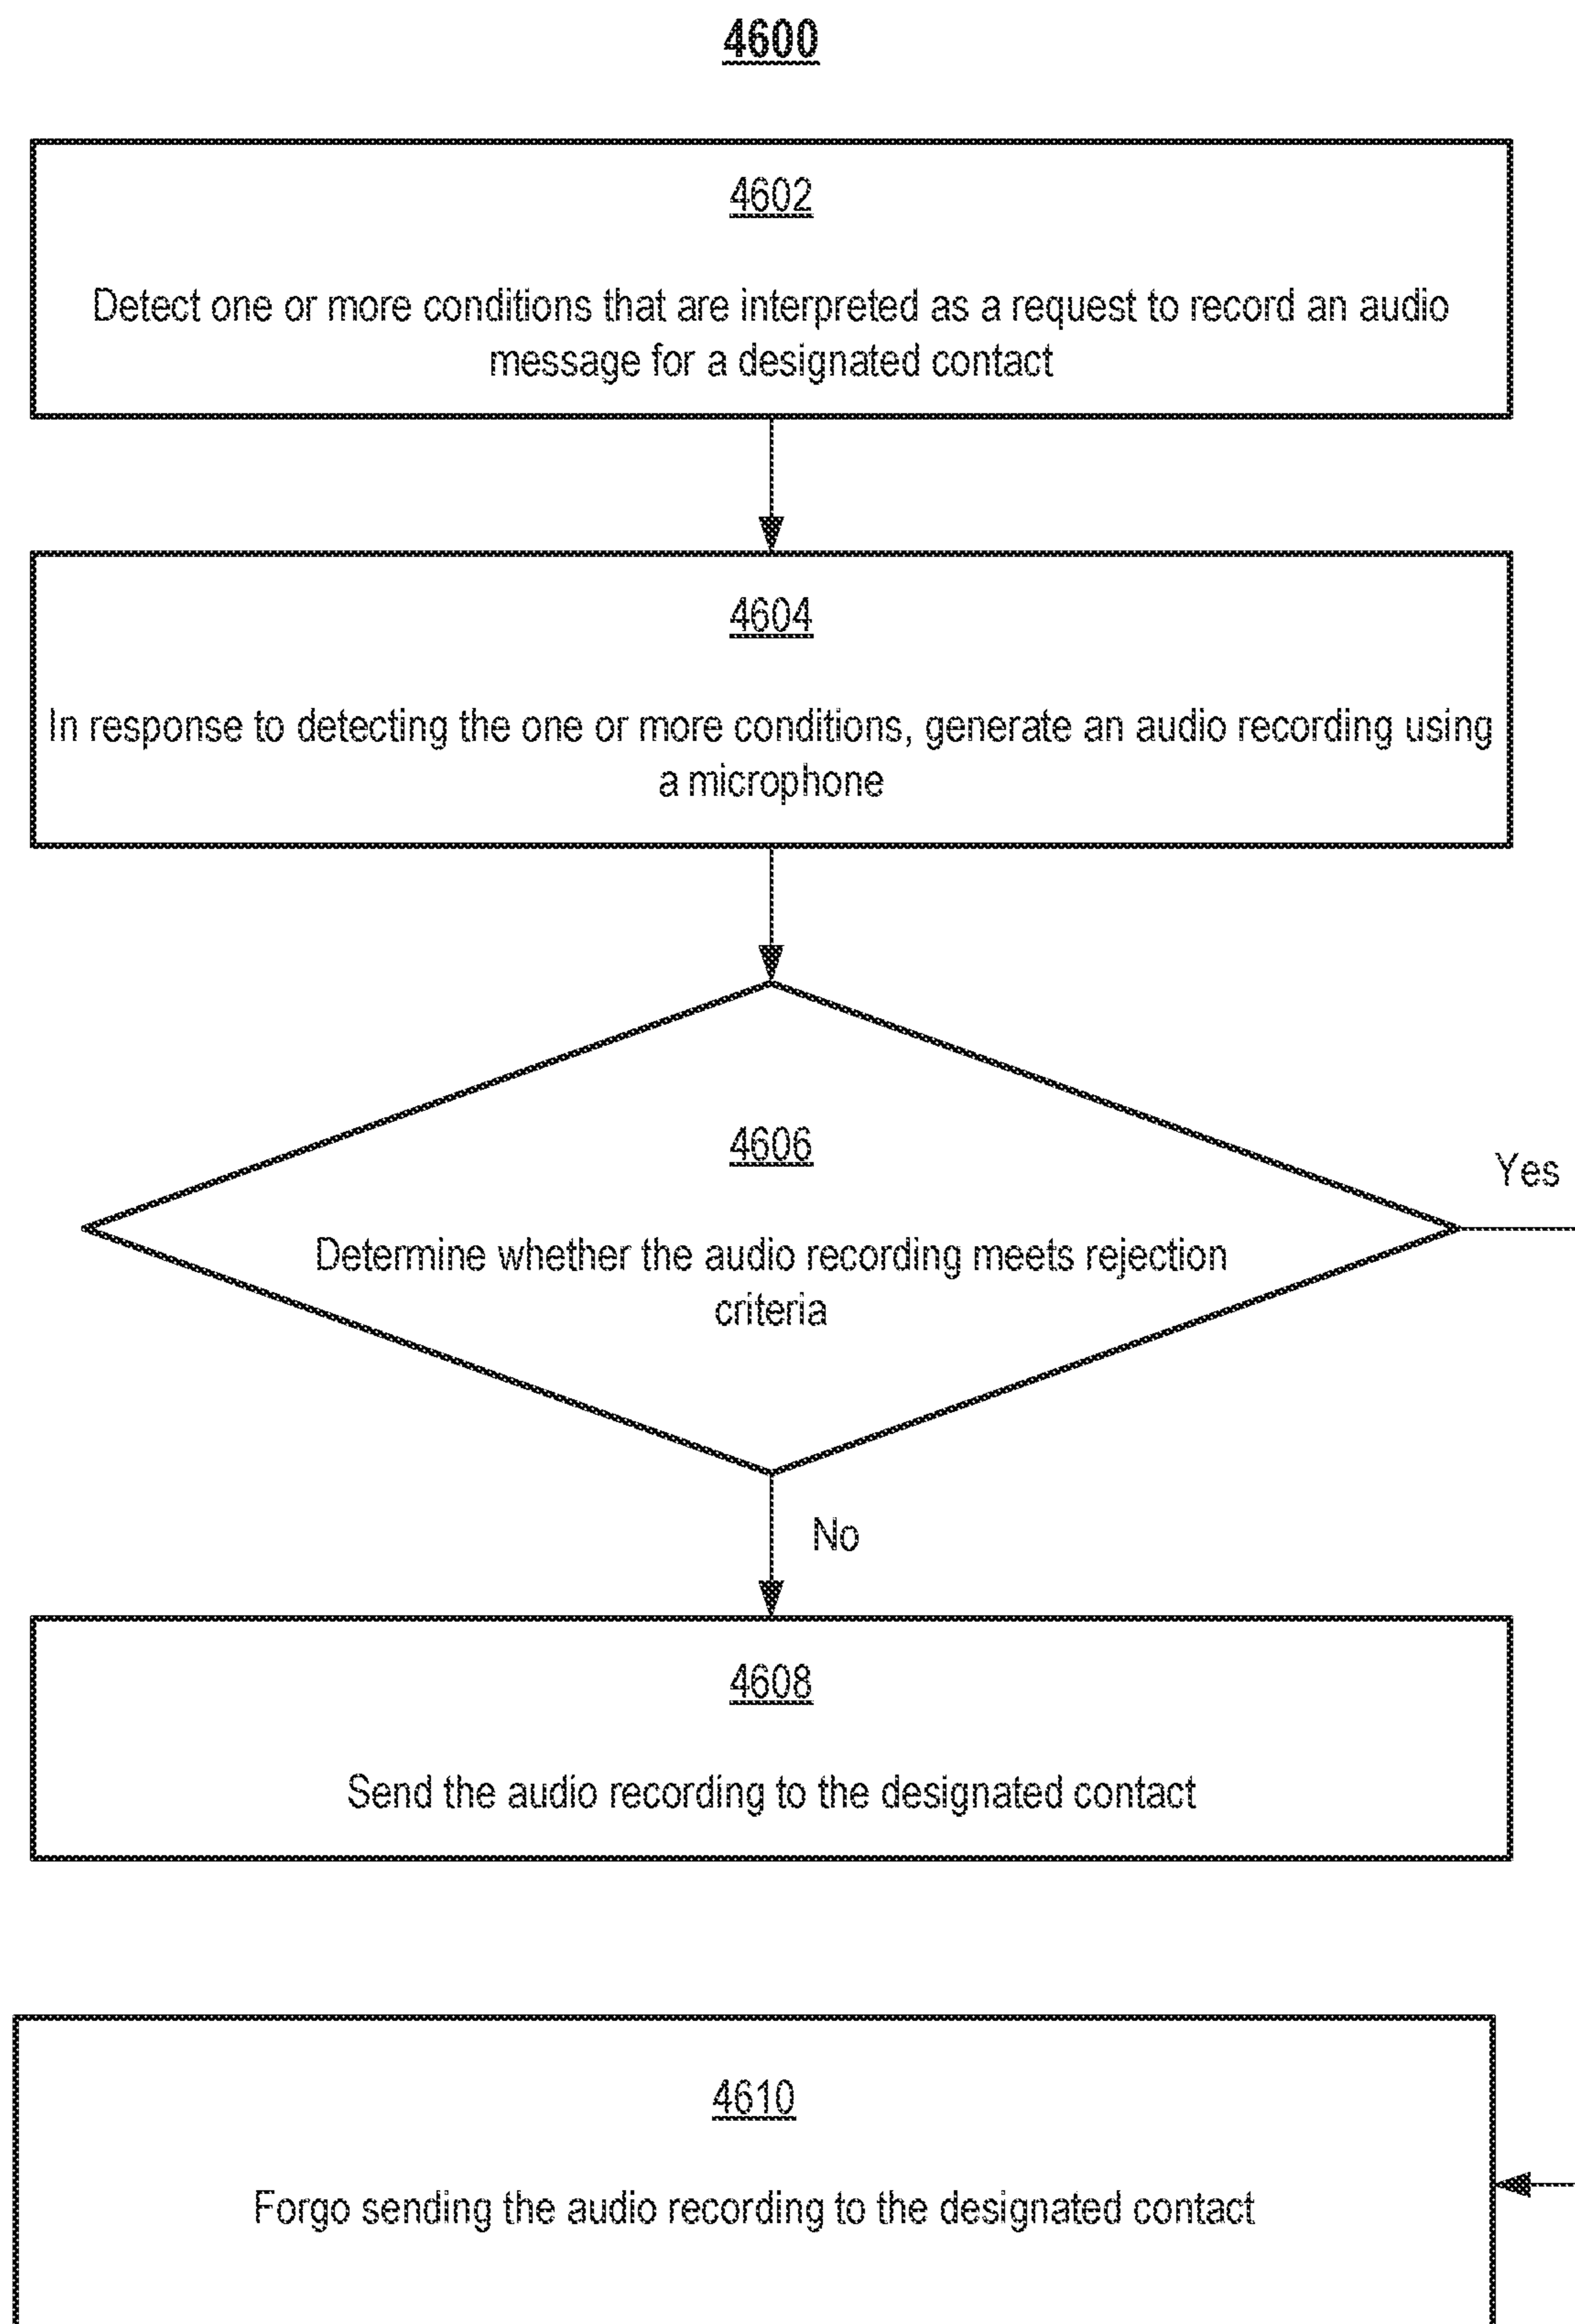 4600
4602
Detect one or more conditions that are interpreted as a request to record an audio
message for a designated contact
4604
In response to detecting the one or more conditions, generate an audio recording using
a microphone
4606
Yes
Determine whether the audio recording meets rejection
criteria
No
4608
Send the audio recording to the designated contact
4610
Forgo sending the audio recording to the designated contact